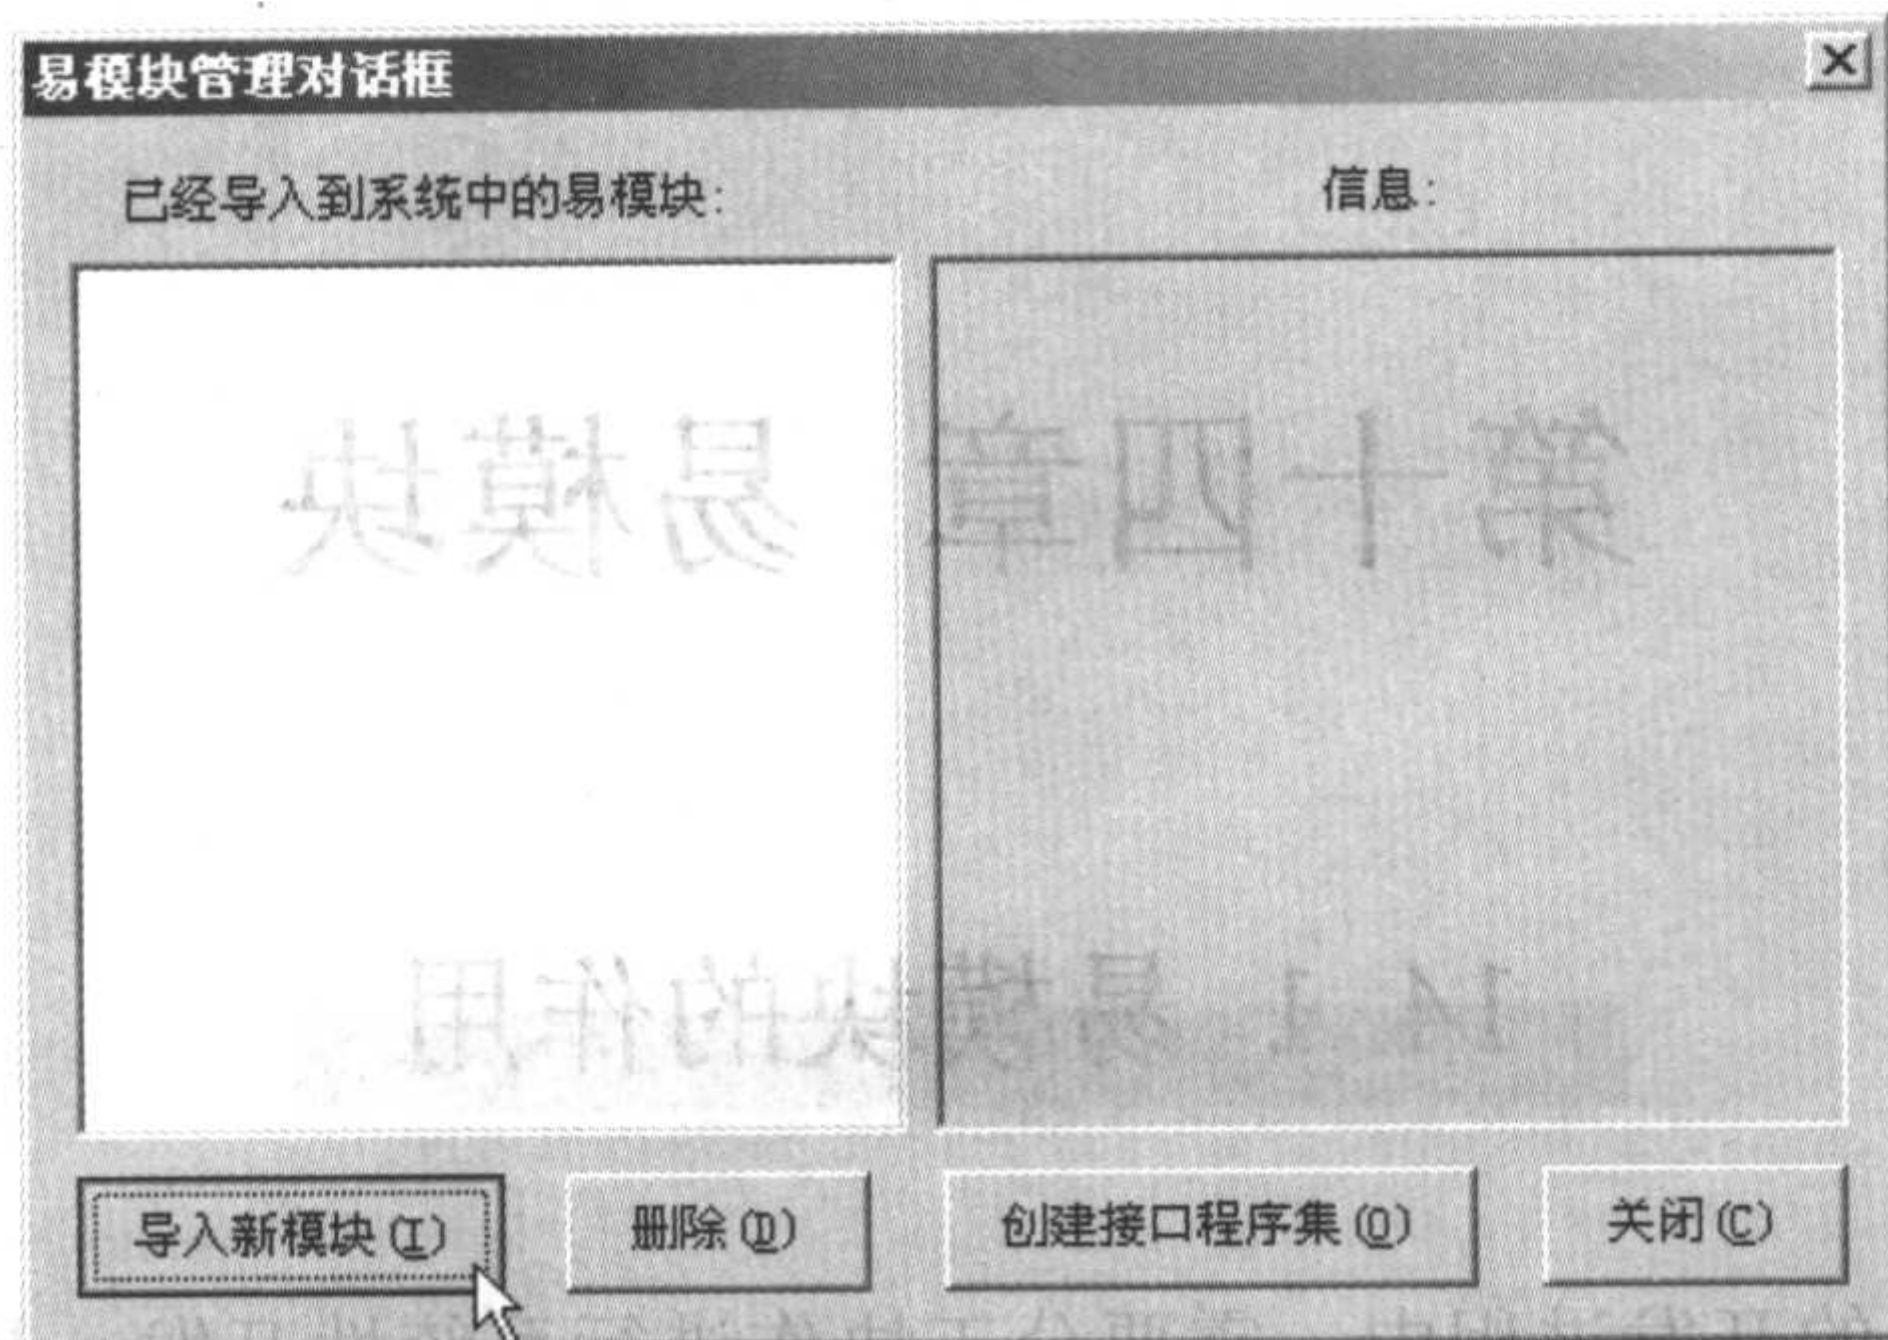 易模块管理对话框
已经导入到系统中的易模块:
信息:
第十四章 易模块
14.1 易模块的作用
导入新模块(I)
删除(D)
创建接口程序集(O)
关闭(C)